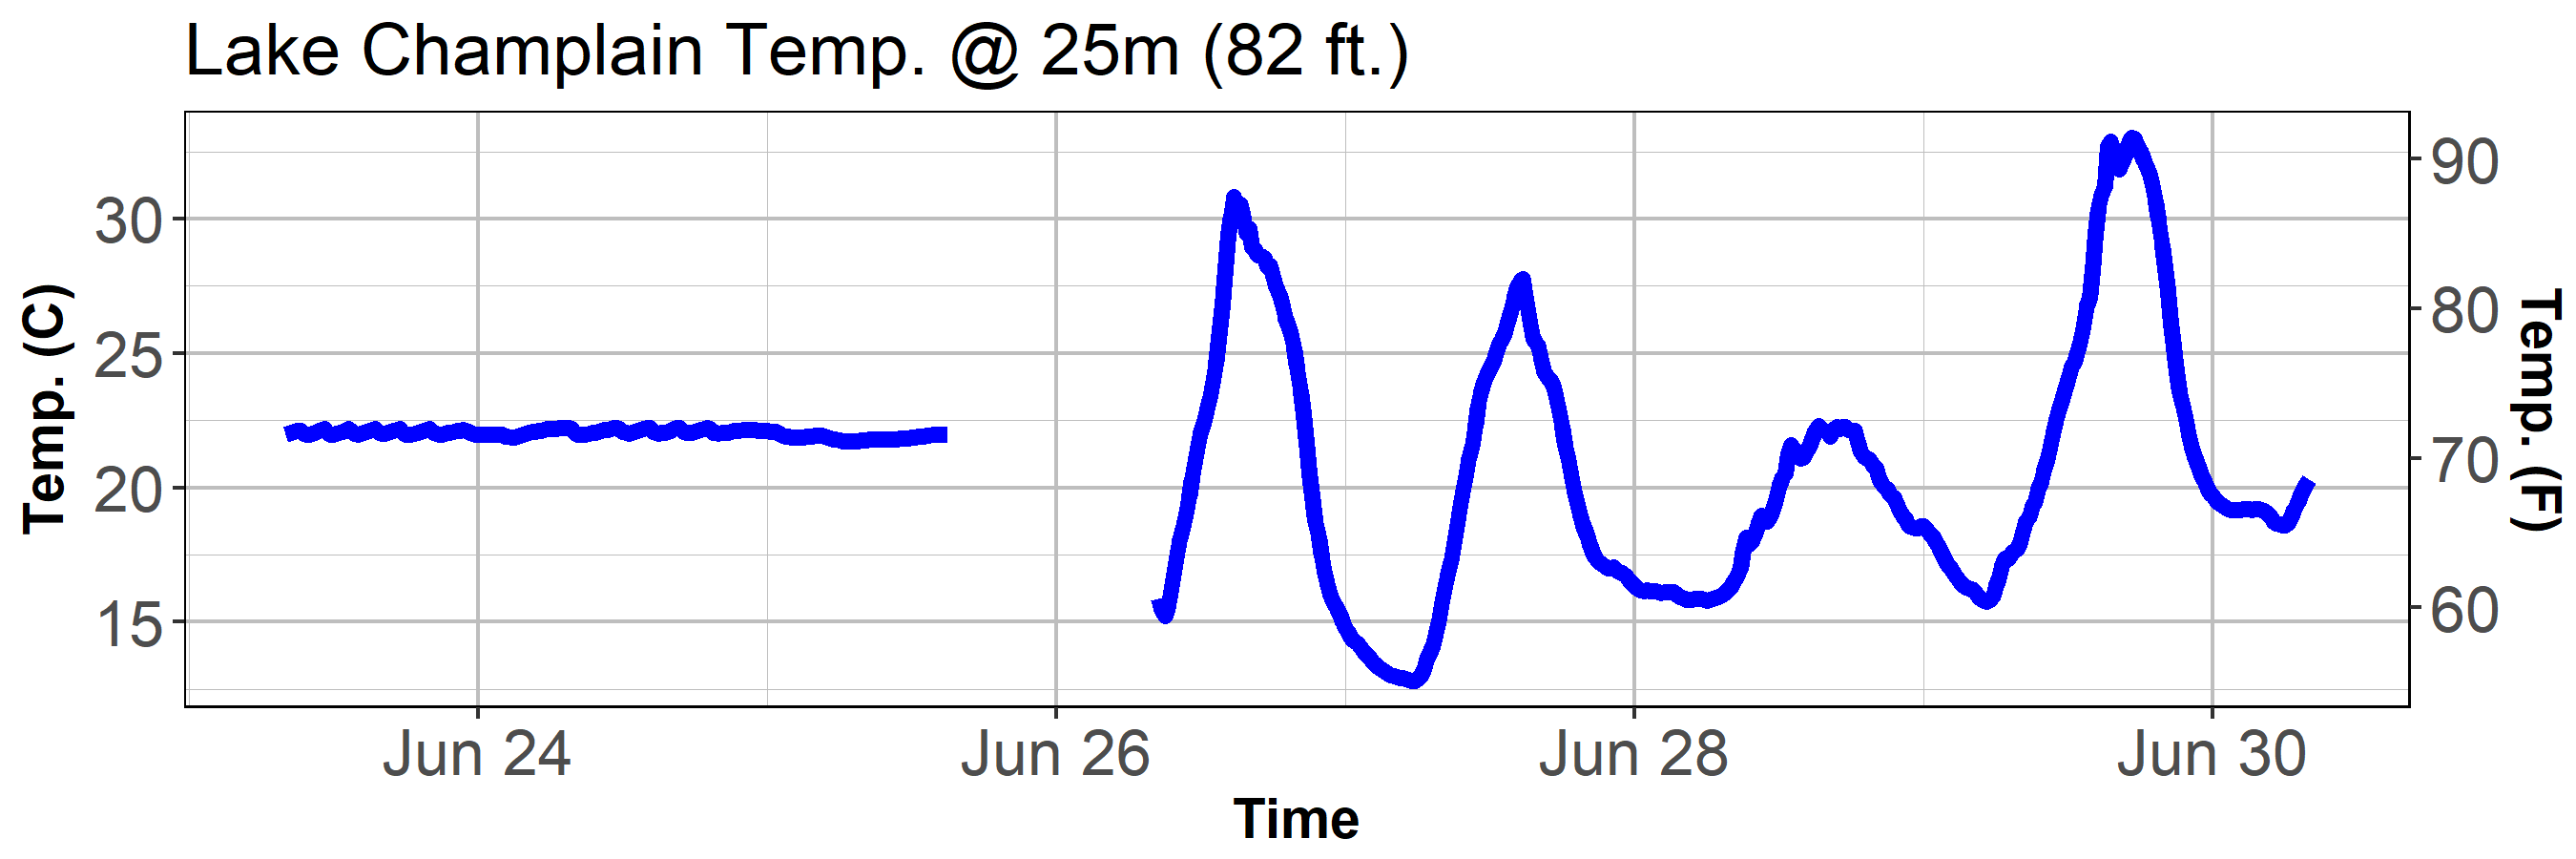 Lake Champlain Temp. @ 25m (82 ft.)
Temp. (C)
30
25
20
15
90
80
70
60
Temp. (F)
Jun 24
Jun 26
Jun 28
Jun 30
Time